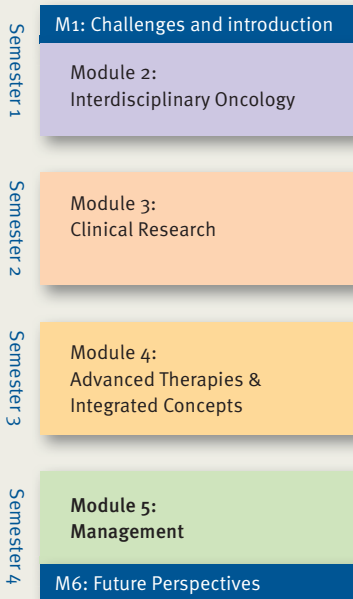 Semester 1
M1: Challenges and introduction
Module 2:
Interdisciplinary Oncology
Semester 2
Module 3:
Clinical Research
Semester 3
Module 4:
Advanced Therapies &
Integrated Concepts
Semester 4
Module 5:
Management
M6: Future Perspectives